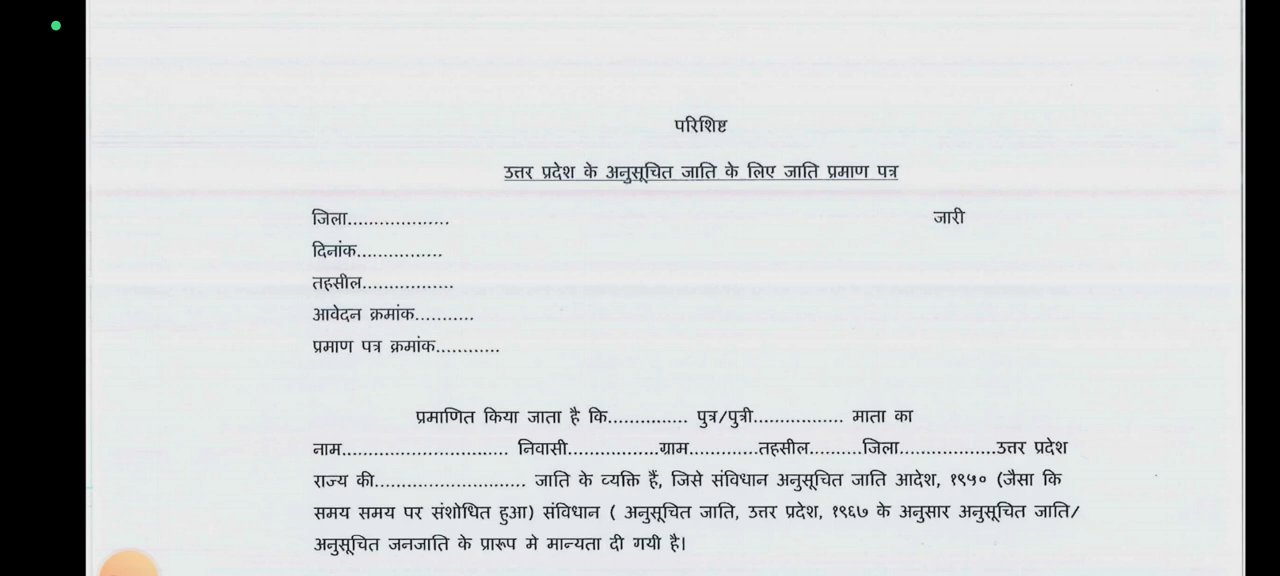 परिशिष्ट
उत्तर प्रदेश के अनुसूचित जाति के लिए जाति प्रमाण पत्र
जिला................... जारी
दिनांक................
तहसील.................
आवेदन क्रमांक...........
प्रमाण पत्र क्रमांक............
प्रमाणित किया जाता है कि............... पुत्र/पुत्री................. माता का
नाम............................... निवासी.................ग्राम.............तहसील..........जिला..................उत्तर प्रदेश
राज्य की............................ जाति के व्यक्ति हैं, जिसे संविधान अनुसूचित जाति आदेश, १९५० (जैसा कि
समय समय पर संशोधित हुआ) संविधान ( अनुसूचित जाति, उत्तर प्रदेश, १९६७ के अनुसार अनुसूचित जाति/
अनुसूचित जनजाति के प्रारूप मे मान्यता दी गयी है।